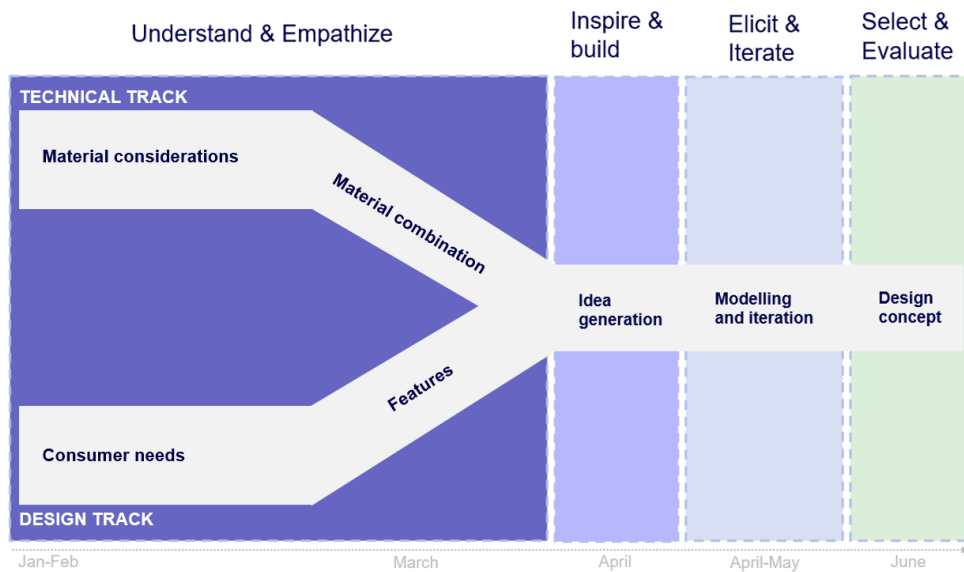 Understand & Empathize
Inspire &
build
Elicit &
Iterate
Select &
Evaluate
TECHNICAL TRACK
Material considerations
Material combination
Idea
generation
Modelling
and iteration
Design
concept
Features
Consumer needs
DESIGN TRACK
Jan-Feb
March
April
April-May
June